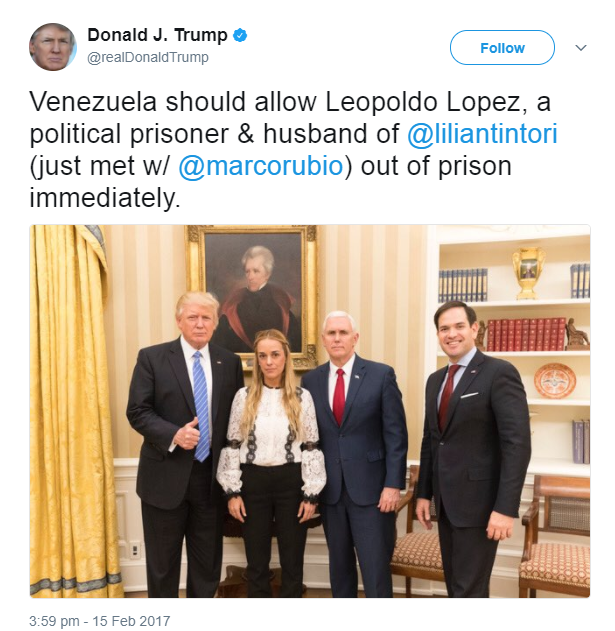 Donald J. Trump
@realDonaldTrump
Follow
Venezuela should allow Leopoldo Lopez, a
political prisoner & husband of @liliantintori
(just met w/ @marcorubio) out of prison
immediately.
3:59 pm - 15 Feb 2017